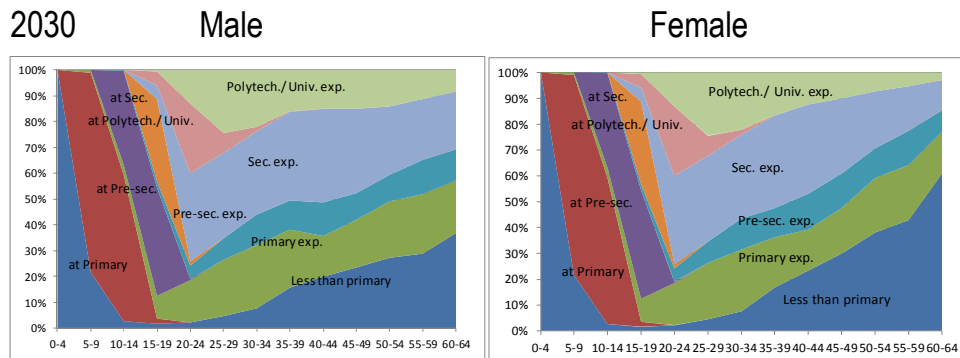 2030 Male Female
100%
90%
80%
70%
60%
50%
40%
30%
20%
10%
0%
Polytech./ Univ. exp.
at Sec.
at Polytech./ Univ.
Sec. exp.
at Pre-sec.
Pre-sec. exp.
Primary exp.
at Primary
Less than primary
0-4 5-9 10-14 15-19 20-24 25-29 30-34 35-39 40-44 45-49 50-54 55-59 60-64
100%
90%
80%
70%
60%
50%
40%
30%
20%
10%
0%
Polytech./ Univ. exp.
at Sec.
at Polytech./ Univ.
Sec. exp.
at Pre-sec.
Pre-sec. exp.
Primary exp.
at Primary
Less than primary
0-4 5-9 10-14 15-19 20-24 25-29 30-34 35-39 40-44 45-49 50-54 55-59 60-64